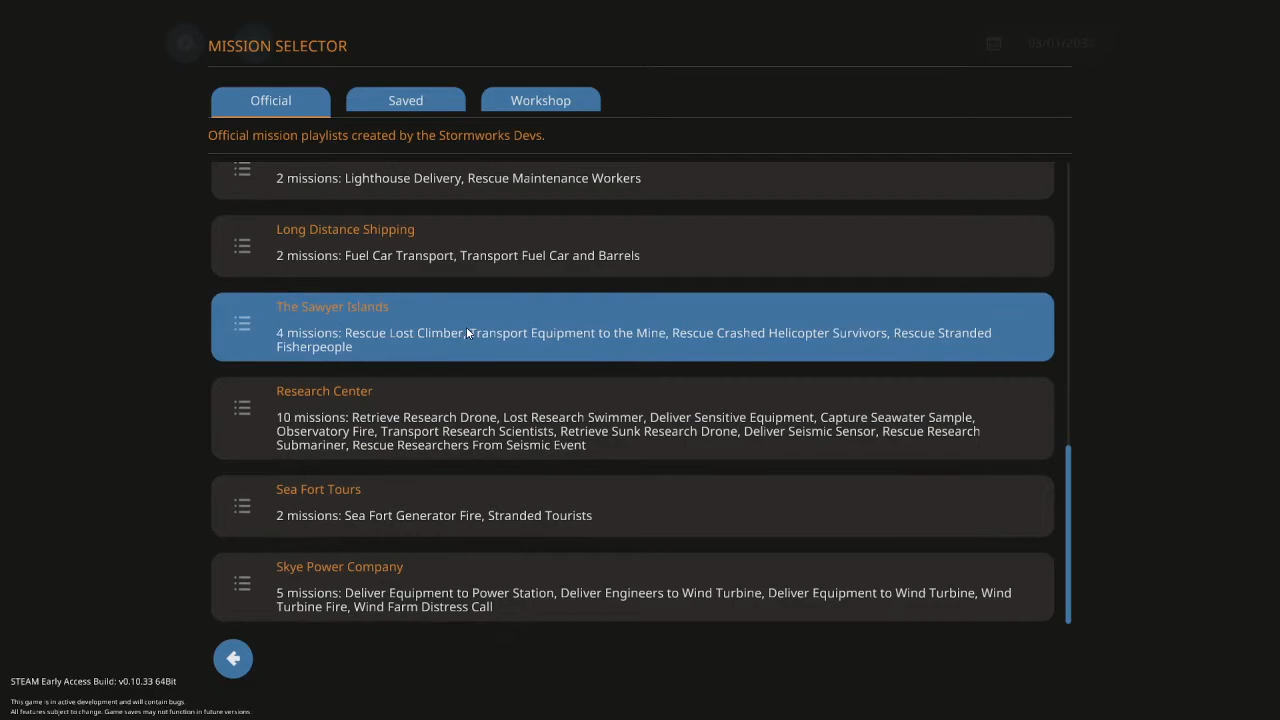 MISSION SELECTOR
Official
Saved
Workshop
Official mission playlists created by the Stormworks Devs.
2 missions: Lighthouse Delivery, Rescue Maintenance Workers
Long Distance Shipping
2 missions: Fuel Car Transport, Transport Fuel Car and Barrels
The Sawyer Islands
4 missions: Rescue Lost Climber, Transport Equipment to the Mine, Rescue Crashed Helicopter Survivors, Rescue Stranded
Fisherpeople
Research Center
10 missions: Retrieve Research Drone, Lost Research Swimmer, Deliver Sensitive Equipment, Capture Seawater Sample,
Observatory Fire, Transport Research Scientists, Retrieve Sunk Research Drone, Deliver Seismic Sensor, Rescue Research
Submariner, Rescue Researchers From Seismic Event
Sea Fort Tours
2 missions: Sea Fort Generator Fire, Stranded Tourists
Skye Power Company
5 missions: Deliver Equipment to Power Station, Deliver Engineers to Wind Turbine, Deliver Equipment to Wind Turbine, Wind
Turbine Fire, Wind Farm Distress Call
STEAM Early Access Build: v0.10.33 64Bit
This game is in active development and will contain bugs.
All features subject to change. Game saves may not function in future versions.